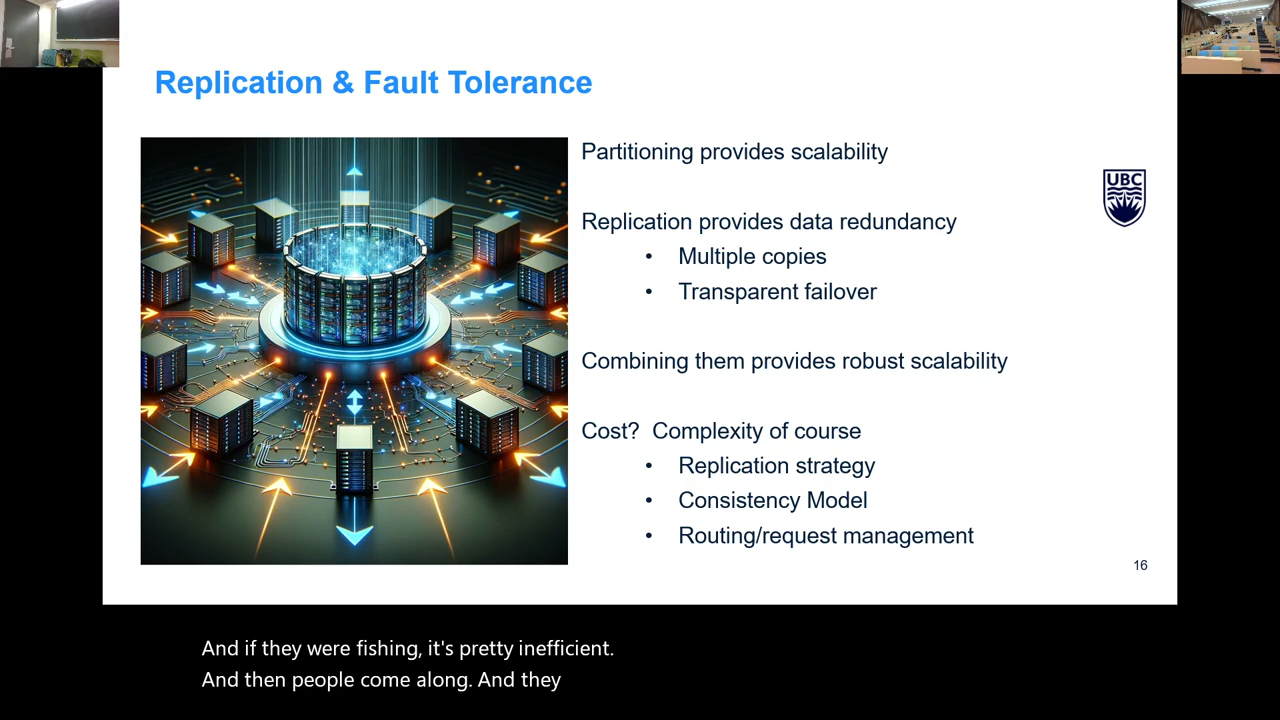 Replication & Fault Tolerance
Partitioning provides scalability
UBC
Replication provides data redundancy
• Multiple copies
• Transparent failover
Combining them provides robust scalability
Cost? Complexity of course
• Replication strategy
• Consistency Model
• Routing/request management
16
And if they were fishing, it's pretty inefficient.
And then people come along. And they